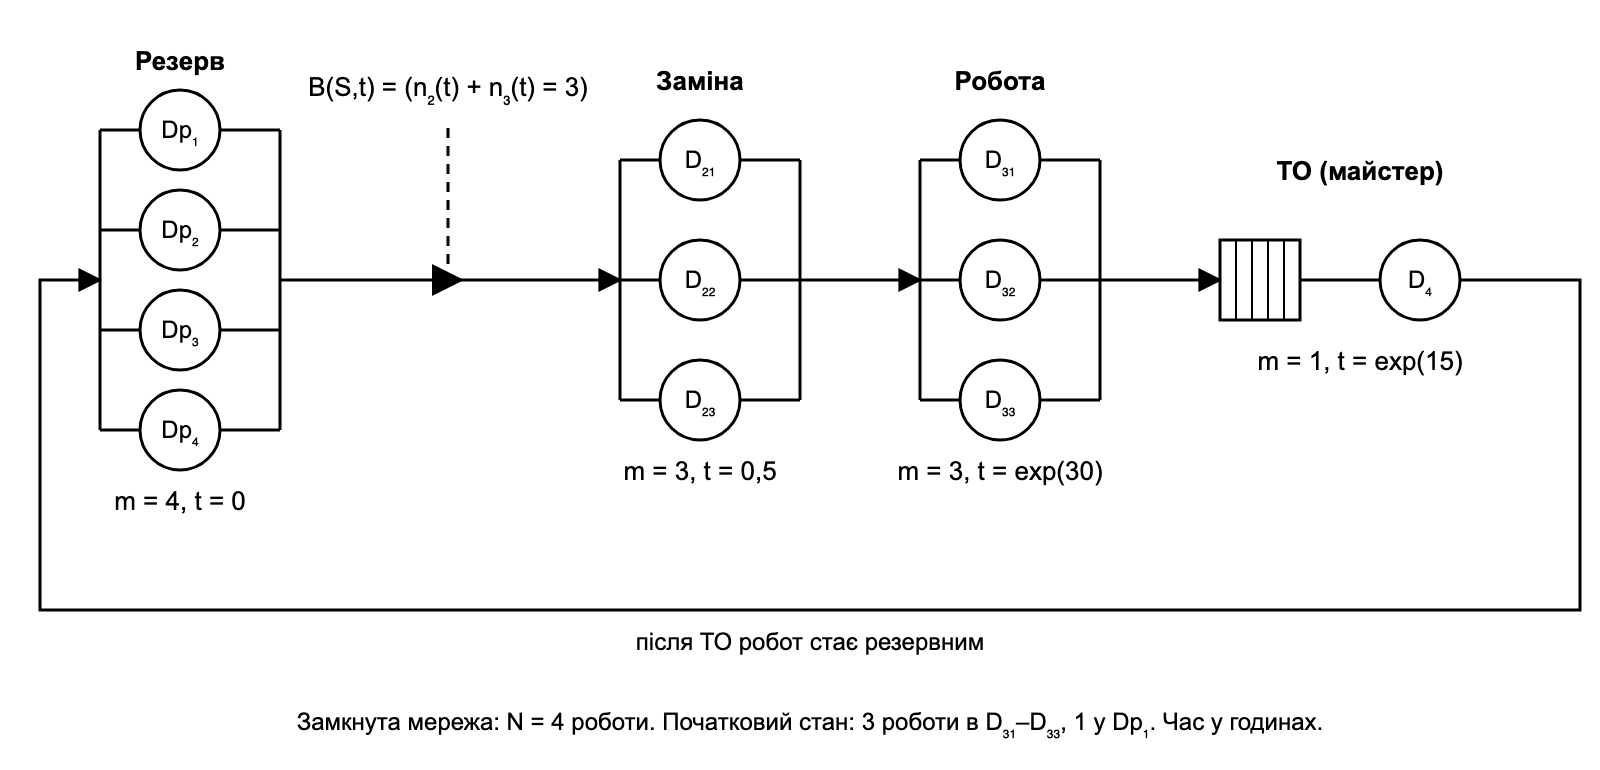 Резерв
B(S,t) = (n₂(t) + n₃(t) = 3)
Заміна
Робота
ТО (майстер)
Dp₁
Dp₂
Dp₃
Dp₄
D₂₁
D₂₂
D₂₃
D₃₁
D₃₂
D₃₃
D₄
m = 4, t = 0
m = 3, t = 0,5
m = 3, t = exp(30)
m = 1, t = exp(15)
після ТО робот стає резервним
Замкнута мережа: N = 4 роботи. Початковий стан: 3 роботи в D₃₁–D₃₃, 1 у Dp₁. Час у годинах.